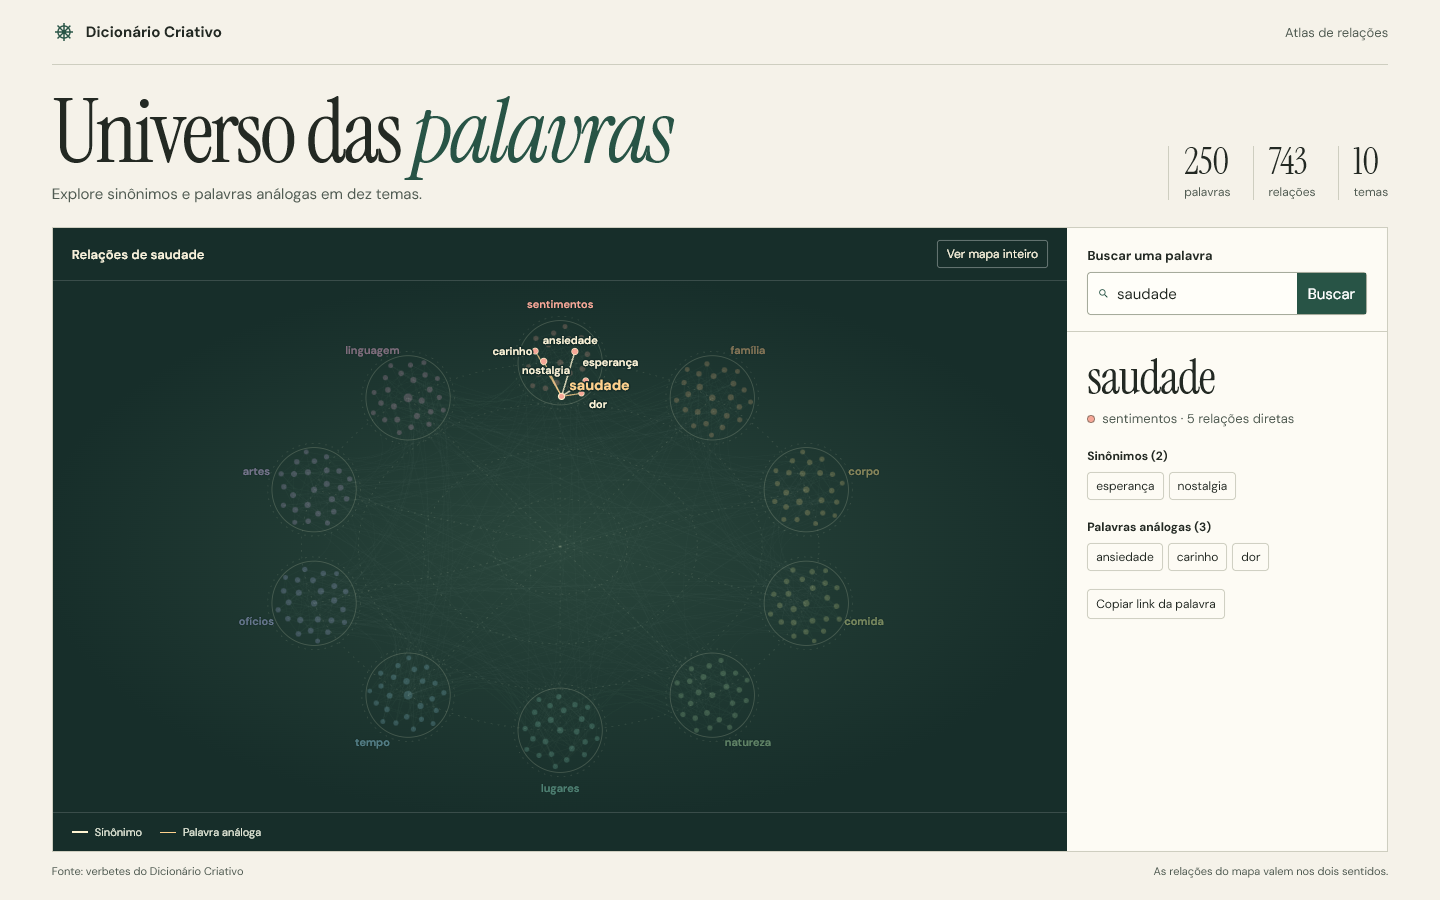 Dicionário Criativo
Atlas de relações
Universo das palavras
Explore sinônimos e palavras análogas em dez temas.
250
palavras
743
relações
10
temas
Relações de saudade
Ver mapa inteiro
sentimentos
ansiedade
carinho
esperança
nostalgia
saudade
dor
linguagem
família
artes
corpo
ofícios
comida
tempo
natureza
lugares
Sinônimo
Palavra análoga
Buscar uma palavra
saudade
Buscar
saudade
sentimentos · 5 relações diretas
Sinônimos (2)
esperança
nostalgia
Palavras análogas (3)
ansiedade
carinho
dor
Copiar link da palavra
Fonte: verbetes do Dicionário Criativo
As relações do mapa valem nos dois sentidos.